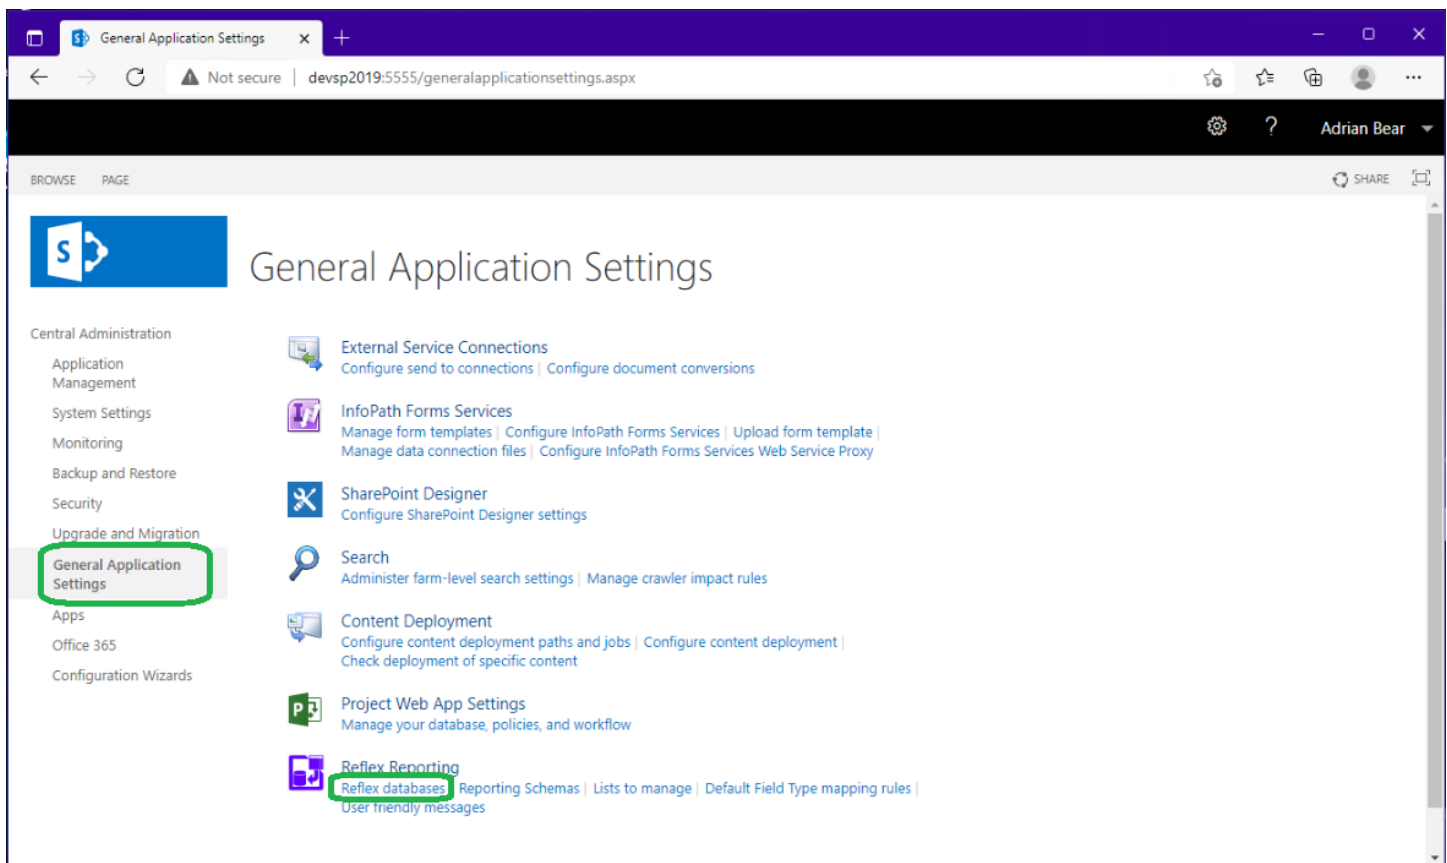 General Application Settings
Not secure | devsp2019:5555/generalapplicationsettings.aspx
? Adrian Bear
BROWSE PAGE SHARE
S
General Application Settings
Central Administration
Application
Management
System Settings
Monitoring
Backup and Restore
Security
Upgrade and Migration
General Application
Settings
Apps
Office 365
Configuration Wizards
External Service Connections
Configure send to connections | Configure document conversions
InfoPath Forms Services
Manage form templates | Configure InfoPath Forms Services | Upload form template |
Manage data connection files | Configure InfoPath Forms Services Web Service Proxy
SharePoint Designer
Configure SharePoint Designer settings
Search
Administer farm-level search settings | Manage crawler impact rules
Content Deployment
Configure content deployment paths and jobs | Configure content deployment |
Check deployment of specific content
Project Web App Settings
Manage your database, policies, and workflow
Reflex Reporting
Reflex databases | Reporting Schemas | Lists to manage | Default Field Type mapping rules |
User friendly messages